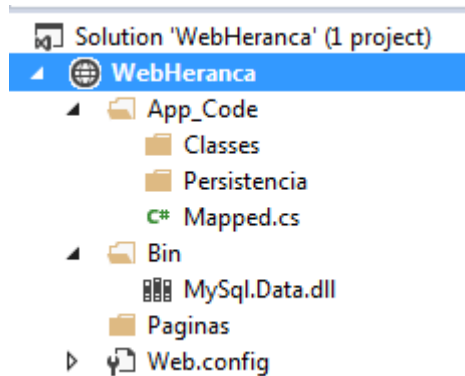 Solution 'WebHeranca' (1 project)
WebHeranca
App_Code
Classes
Persistencia
C# Mapped.cs
Bin
MySql.Data.dll
Paginas
Web.config